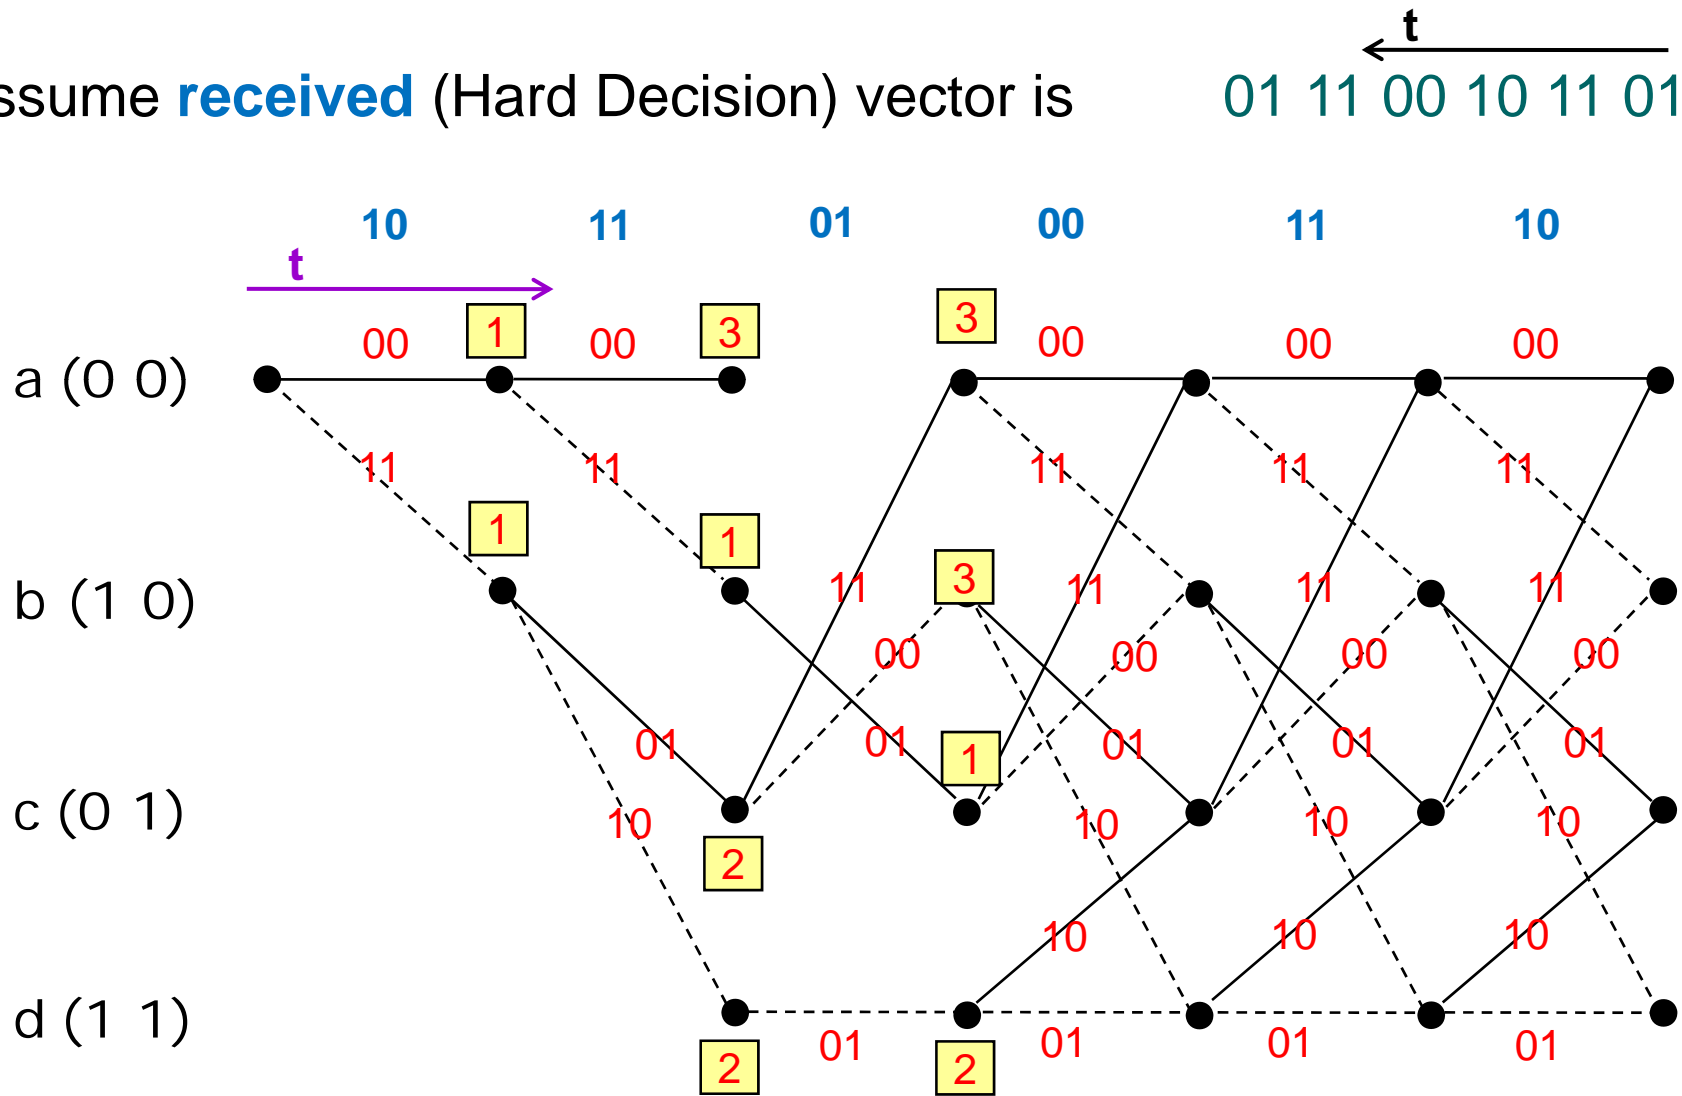 t
ssume received (Hard Decision) vector is 01 11 00 10 11 01
10 11 01 00 11 10
t
1 3 3
00 00 00 00 00
a (0 0)
11 11 11 11 11
1 1 3
11 11 11 11
b (1 0)
00 00 00 00
01 01 01 01 01
1
c (0 1)
10 10 10 10
2
10 10 10
d (1 1)
01 01 01 01
2 2